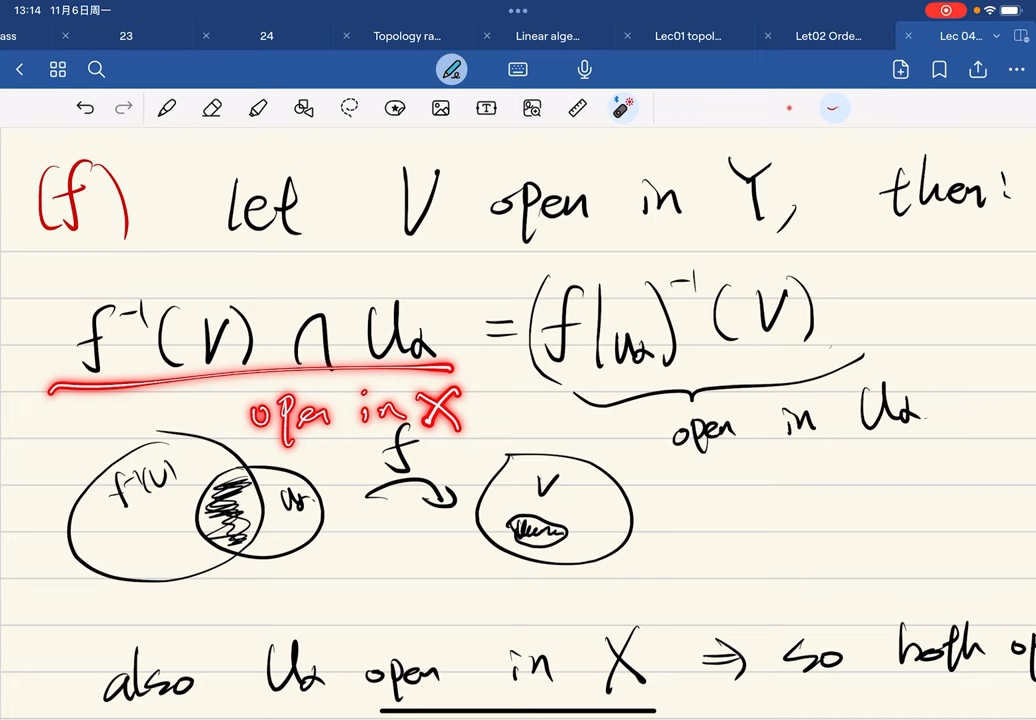 13:14 11月6日周一
ass 23 24 Topology ra... Linear alge... Lec01 topol... Let02 Orde... Lec 04...
(f) let V open in Y, then:
f⁻¹(V) ∩ Uα = (f|Uα)⁻¹(V)
open in X
open in Uα
f
f⁻¹(V) Uα V
also Uα open in X ⇒ so both op